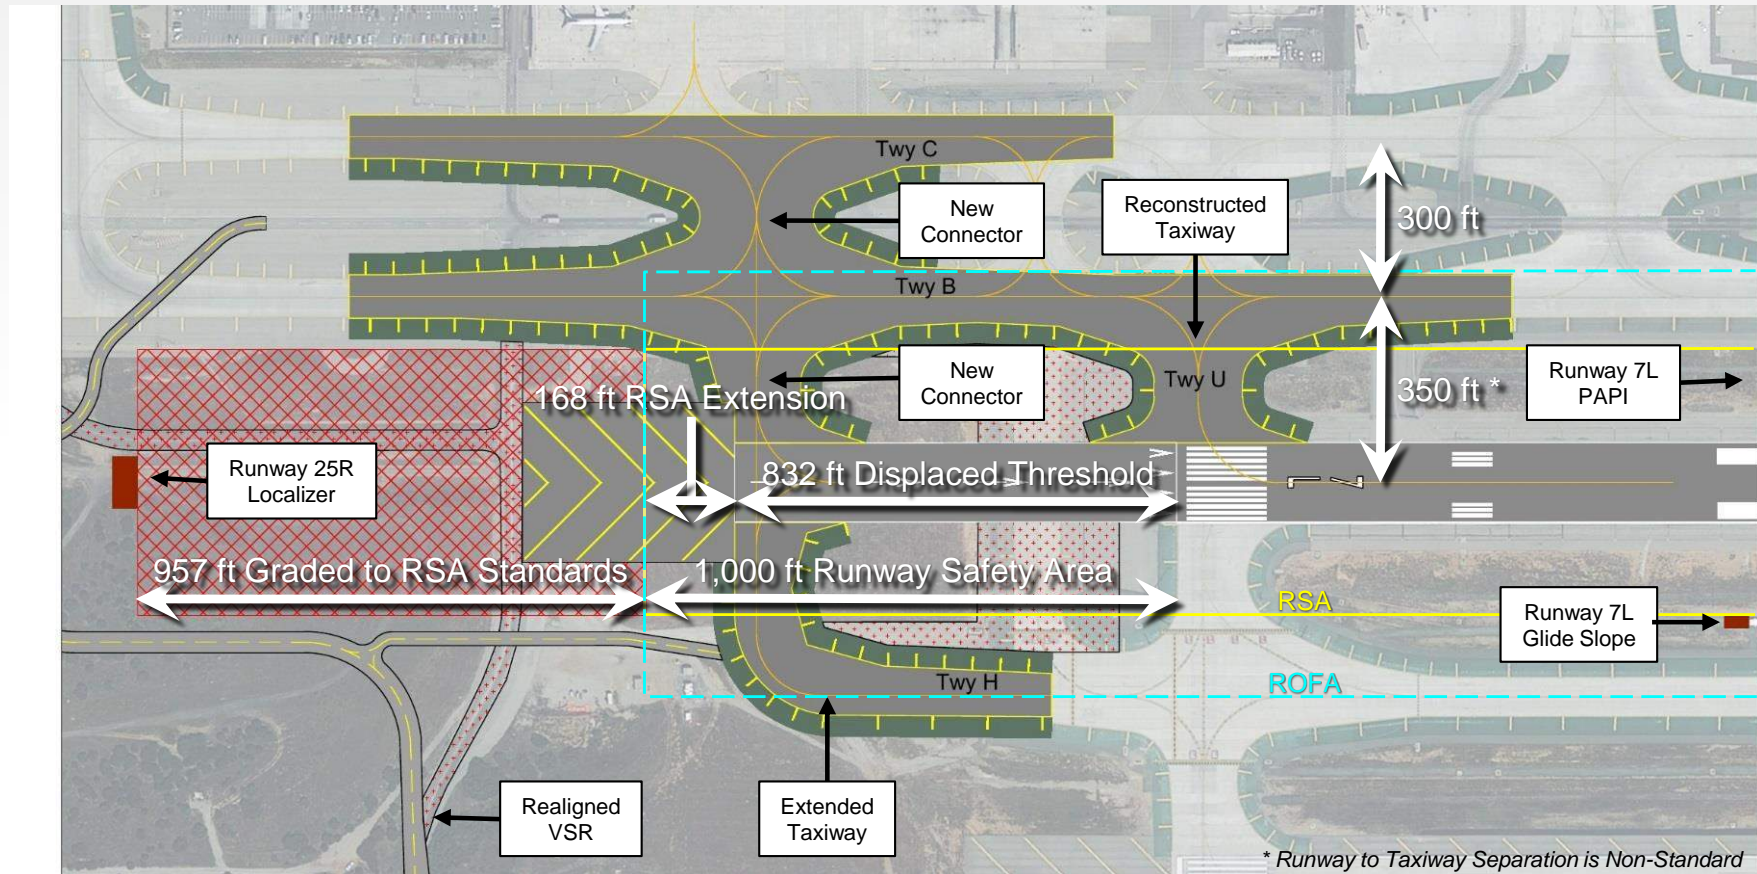 Twy C
New
Connector
Reconstructed
Taxiway
300 ft
Twy B
New
Connector
Twy U
350 ft *
Runway 7L
PAPI
168 ft RSA Extension
Runway 25R
Localizer
832 ft Displaced Threshold
7L
957 ft Graded to RSA Standards
1,000 ft Runway Safety Area
RSA
Runway 7L
Glide Slope
Twy H
ROFA
Realigned
VSR
Extended
Taxiway
* Runway to Taxiway Separation is Non-Standard